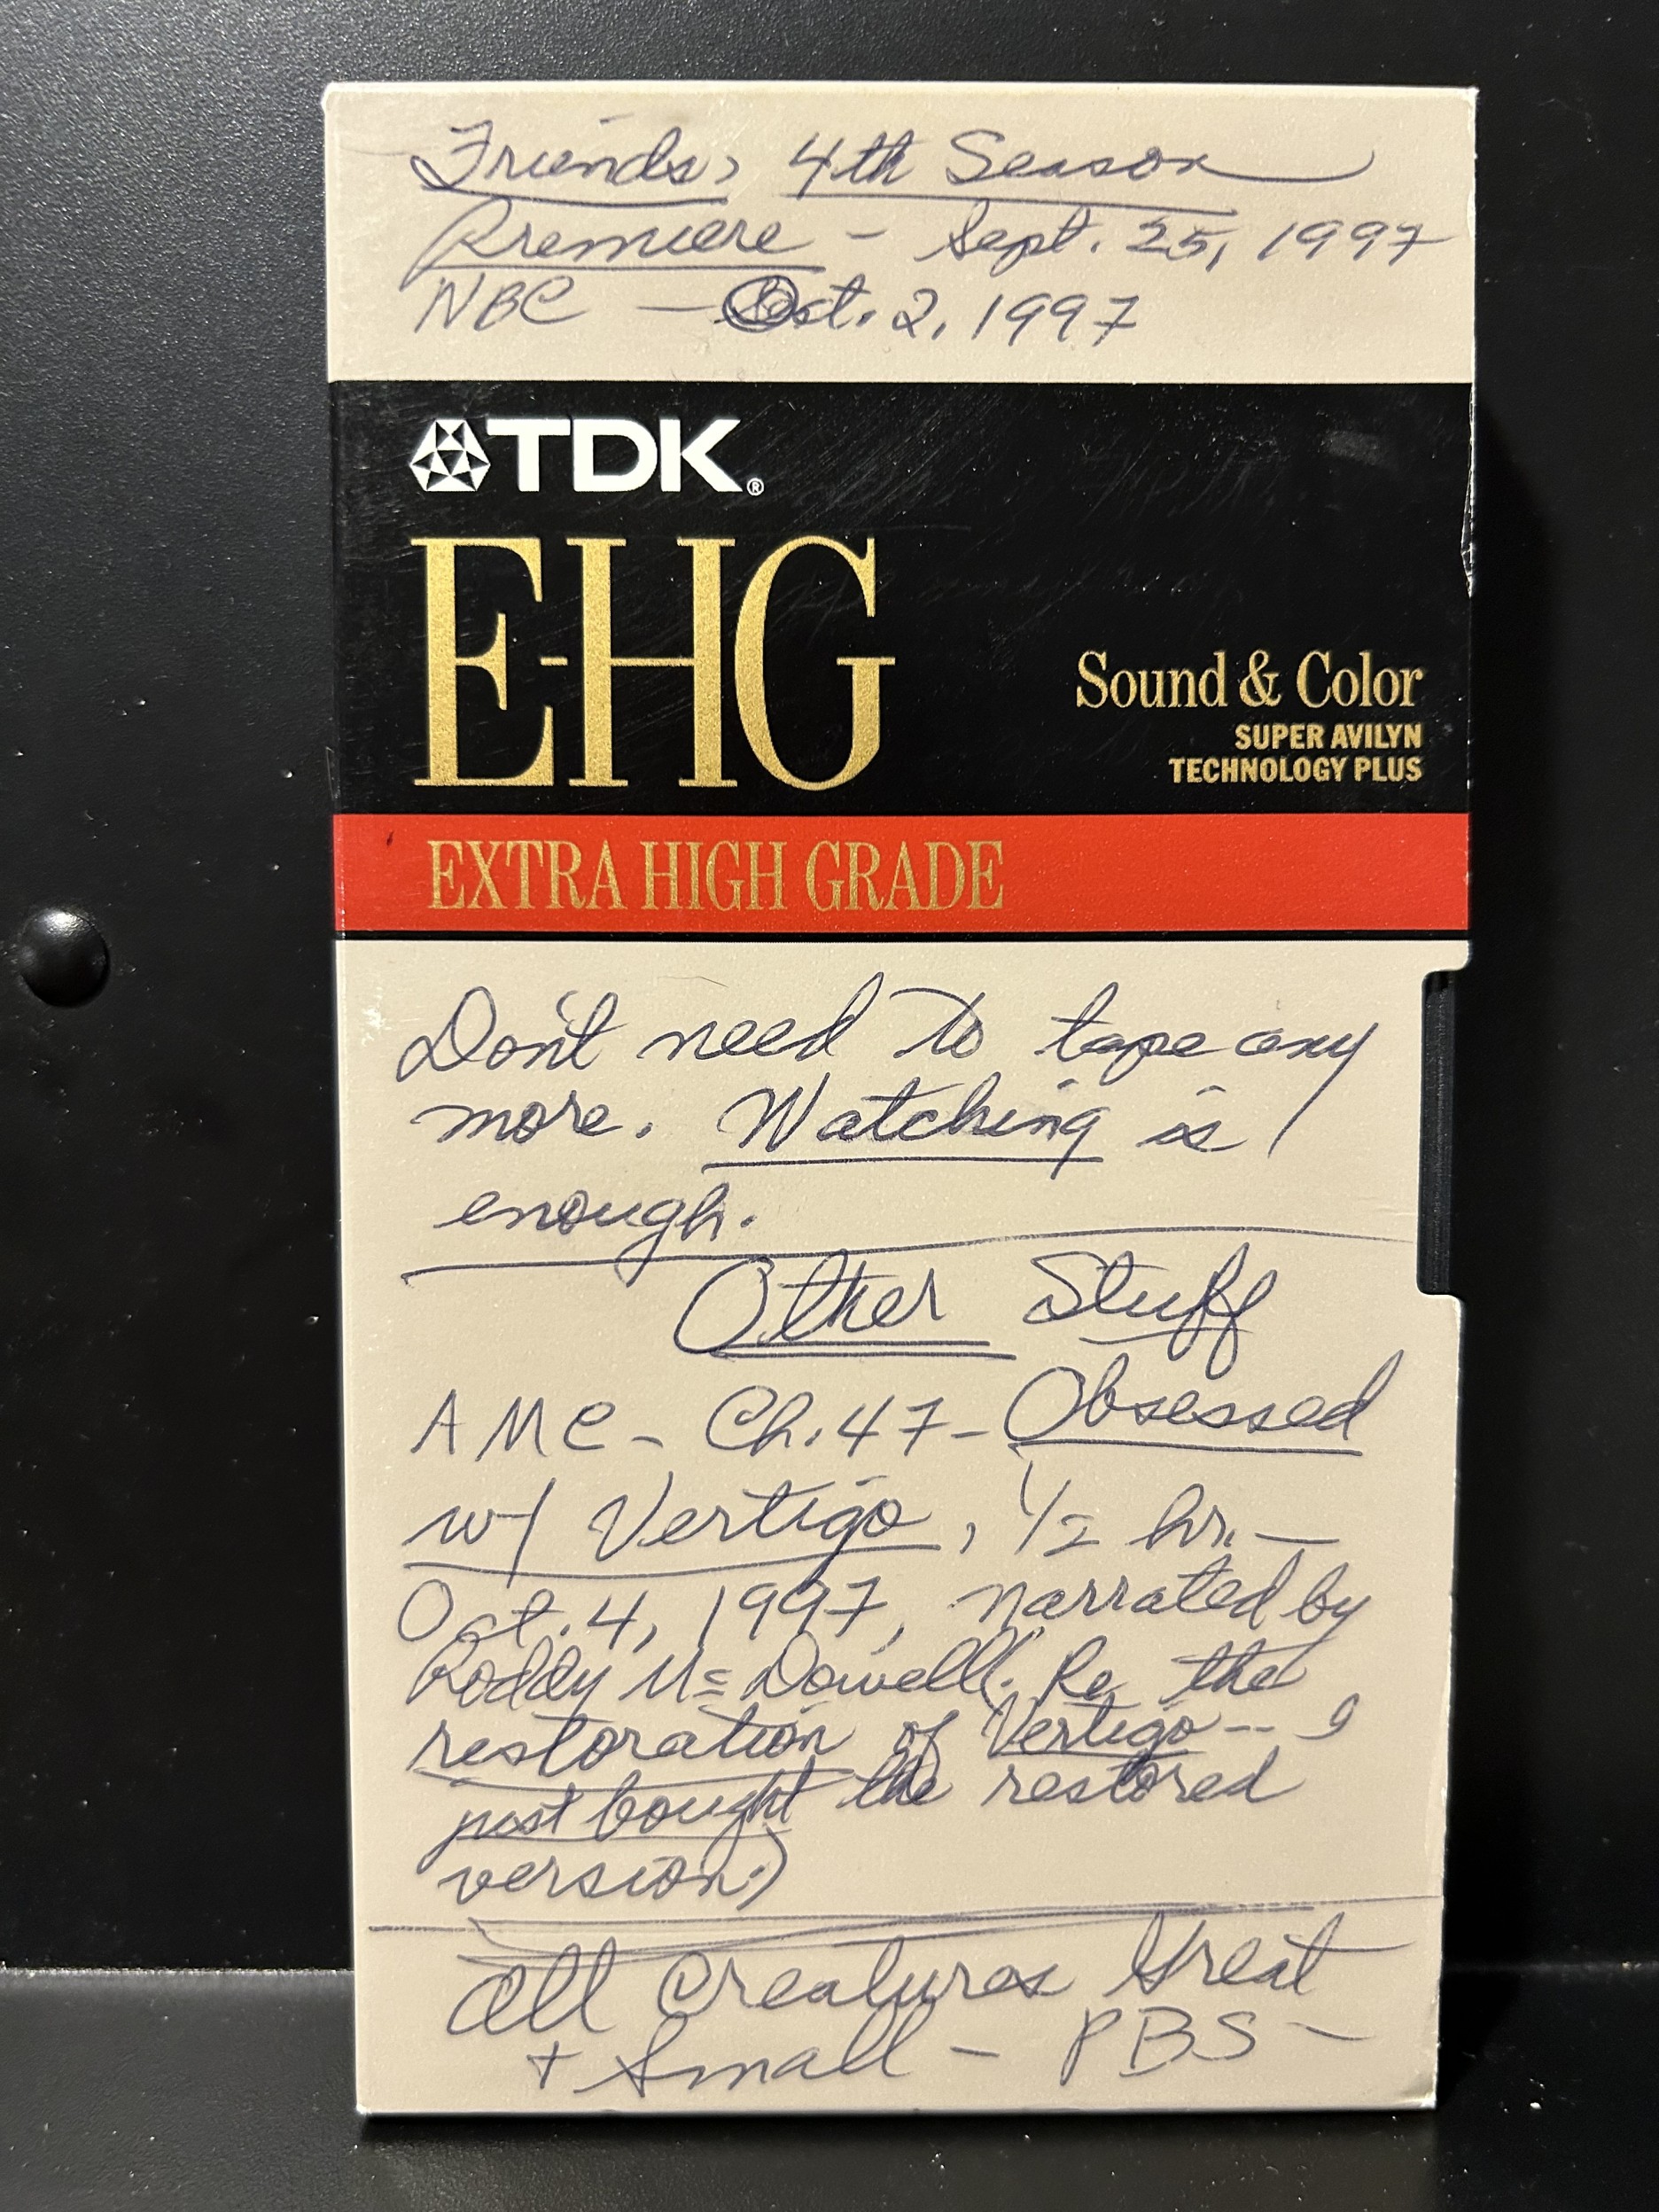 Friends, 4th Season
Premiere - Sept. 25, 1997
NBC - Oct. 2, 1997
TDK®
E-HG
Sound & Color
SUPER AVILYN
TECHNOLOGY PLUS
EXTRA HIGH GRADE
Don't need to tape any
more. Watching is
enough.
Other Stuff
AMC - Ch. 47 - Obsessed
w/ Vertigo, 1/2 hr. -
Oct. 4, 1997, narrated by
Roddy McDowell (Re the
restoration of Vertigo -- I
just bought the restored
version.)
All Creatures Great
+ Small - PBS -